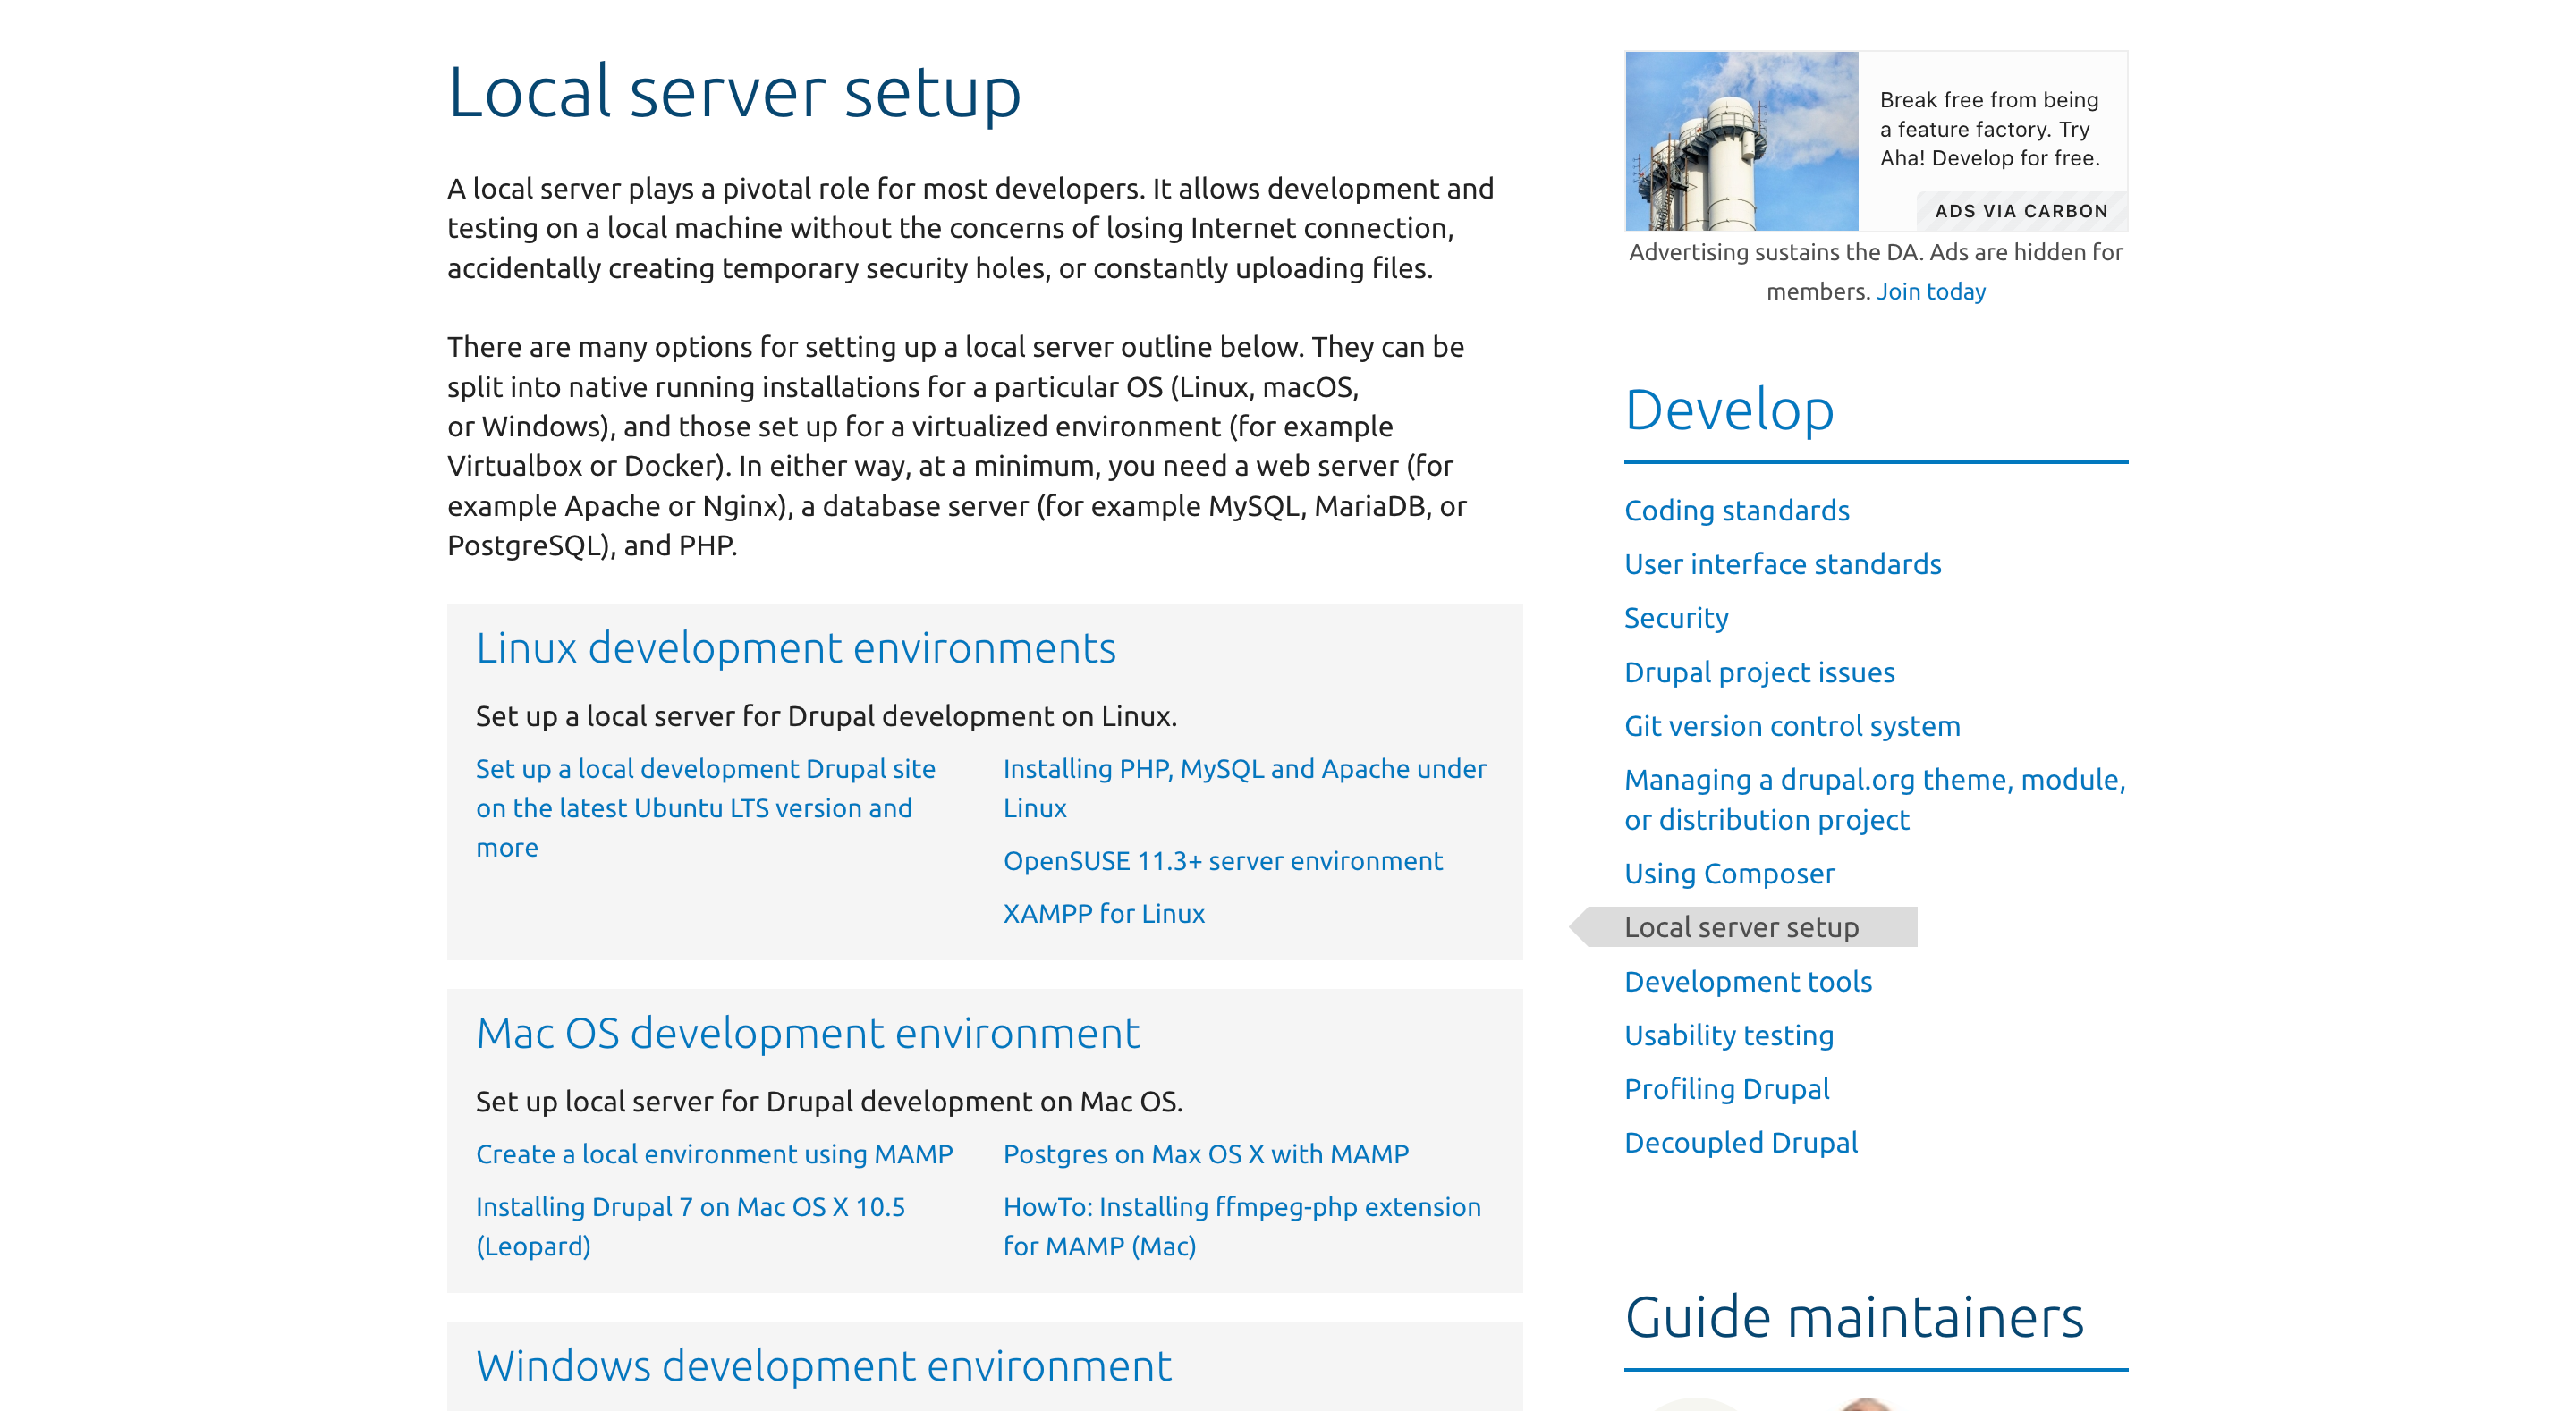 Local server setup
A local server plays a pivotal role for most developers. It allows development and
testing on a local machine without the concerns of losing Internet connection,
accidentally creating temporary security holes, or constantly uploading files.
There are many options for setting up a local server outline below. They can be
split into native running installations for a particular OS (Linux, macOS,
or Windows), and those set up for a virtualized environment (for example
Virtualbox or Docker). In either way, at a minimum, you need a web server (for
example Apache or Nginx), a database server (for example MySQL, MariaDB, or
PostgreSQL), and PHP.
Linux development environments
Set up a local server for Drupal development on Linux.
Set up a local development Drupal site
on the latest Ubuntu LTS version and
more
Installing PHP, MySQL and Apache under
Linux
OpenSUSE 11.3+ server environment
XAMPP for Linux
Mac OS development environment
Set up local server for Drupal development on Mac OS.
Create a local environment using MAMP
Installing Drupal 7 on Mac OS X 10.5
(Leopard)
Postgres on Max OS X with MAMP
HowTo: Installing ffmpeg-php extension
for MAMP (Mac)
Windows development environment
Break free from being
a feature factory. Try
Aha! Develop for free.
ADS VIA CARBON
Advertising sustains the DA. Ads are hidden for
members. Join today
Develop
Coding standards
User interface standards
Security
Drupal project issues
Git version control system
Managing a drupal.org theme, module,
or distribution project
Using Composer
Local server setup
Development tools
Usability testing
Profiling Drupal
Decoupled Drupal
Guide maintainers